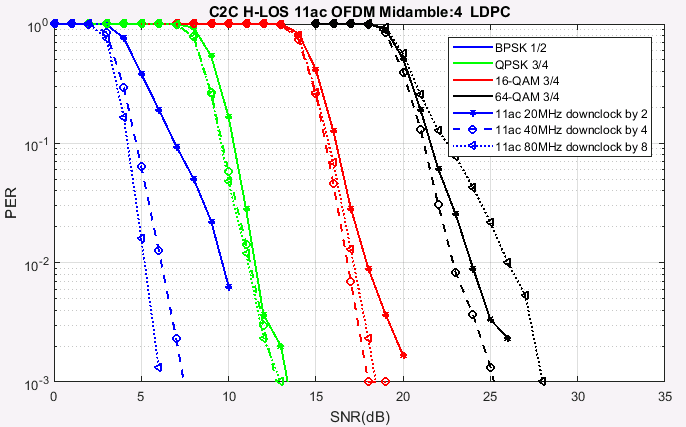 C2C H-LOS 11ac OFDM Midamble:4 LDPC
10^0
10^-1
10^-2
10^-3
PER
BPSK 1/2
QPSK 3/4
16-QAM 3/4
64-QAM 3/4
11ac 20MHz downclock by 2
11ac 40MHz downclock by 4
11ac 80MHz downclock by 8
0 5 10 15 20 25 30 35
SNR(dB)